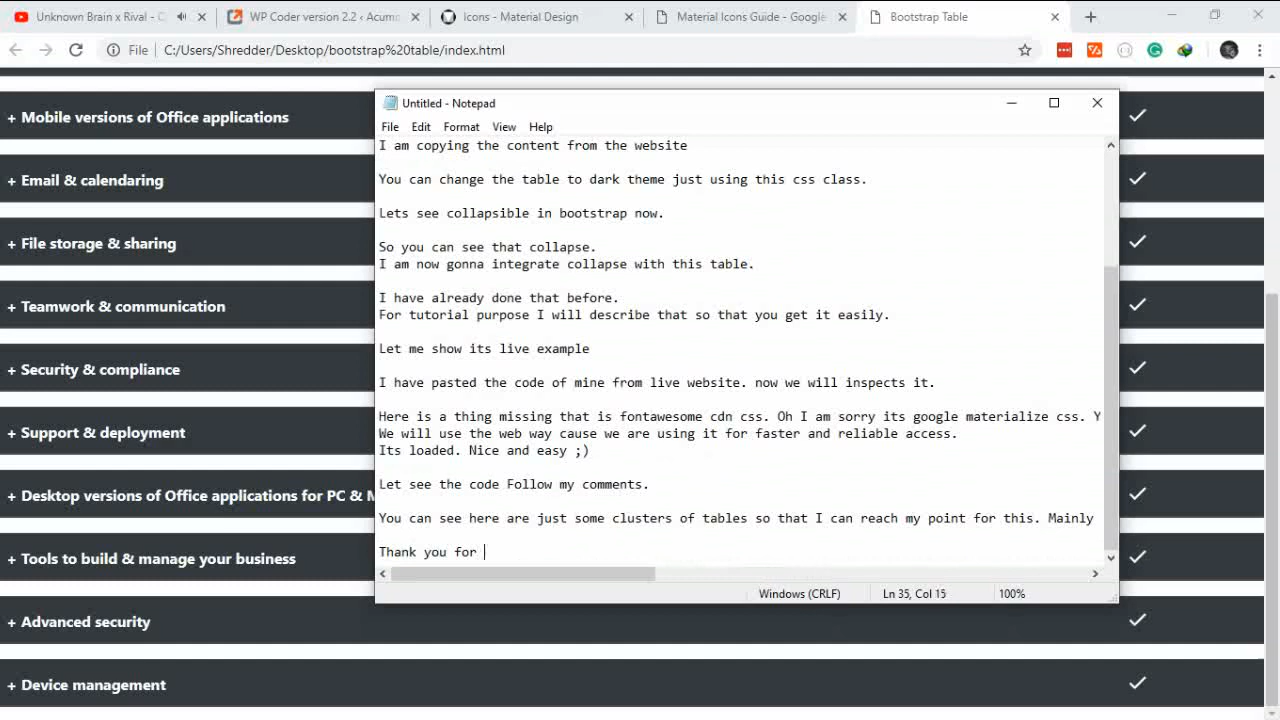 Unknown Brain x Rival - C
WP Coder version 2.2 ‹ Acum
Icons - Material Design
Material Icons Guide - Google
Bootstrap Table
File
C:/Users/Shredder/Desktop/bootstrap%20table/index.html
+ Mobile versions of Office applications
+ Email & calendaring
+ File storage & sharing
+ Teamwork & communication
+ Security & compliance
+ Support & deployment
+ Desktop versions of Office applications for PC & M
+ Tools to build & manage your business
+ Advanced security
+ Device management
Untitled - Notepad
File Edit Format View Help
I am copying the content from the website
You can change the table to dark theme just using this css class.
Lets see collapsible in bootstrap now.
So you can see that collapse.
I am now gonna integrate collapse with this table.
I have already done that before.
For tutorial purpose I will describe that so that you get it easily.
Let me show its live example
I have pasted the code of mine from live website. now we will inspects it.
Here is a thing missing that is fontawesome cdn css. Oh I am sorry its google materialize css. Y
We will use the web way cause we are using it for faster and reliable access.
Its loaded. Nice and easy ;)
Let see the code Follow my comments.
You can see here are just some clusters of tables so that I can reach my point for this. Mainly
Thank you for
Windows (CRLF)
Ln 35, Col 15
100%